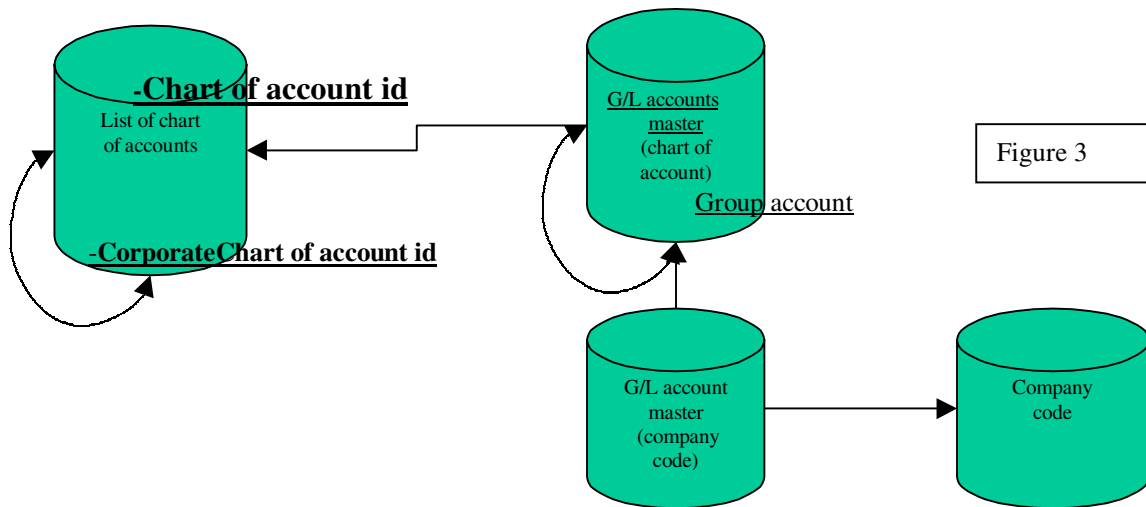 -Chart of account id
List of chart
of accounts
-CorporateChart of account id
G/L accounts
master
(chart of
account)
Group account
Figure 3
G/L account
master
(company
code)
Company
code